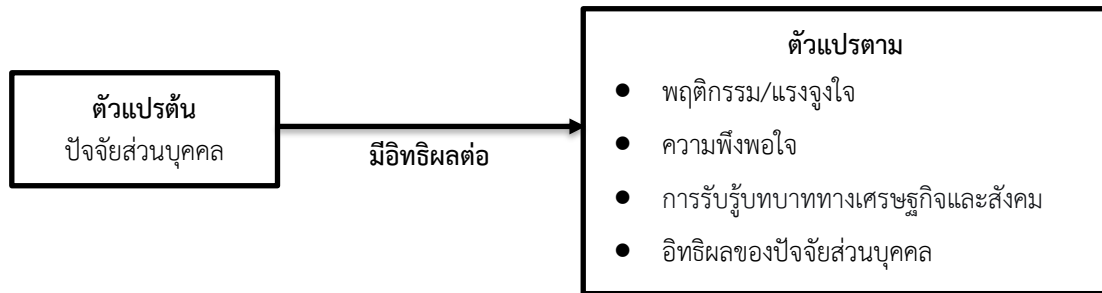 ตัวแปรต้น
ปัจจัยส่วนบุคคล
มีอิทธิผลต่อ
ตัวแปรตาม
● พฤติกรรม/แรงจูงใจ
● ความพึงพอใจ
● การรับรู้บทบาททางเศรษฐกิจและสังคม
● อิทธิผลของปัจจัยส่วนบุคคล